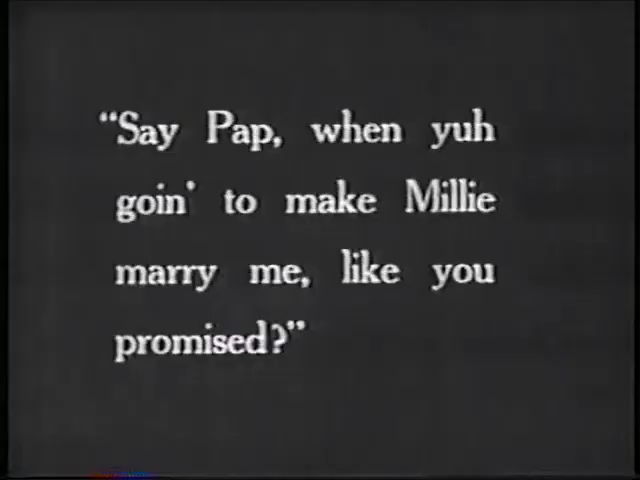 “Say Pap, when yuh
goin’ to make Millie
marry me, like you
promised?”